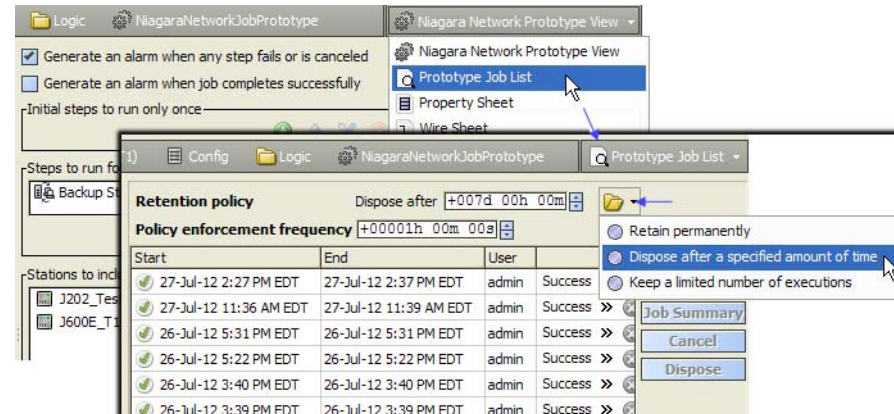 Logic NiagaraNetworkJobPrototype Niagara Network Prototype View
Generate an alarm when any step fails or is canceled
Generate an alarm when job completes successfully
Initial steps to run only once
Niagara Network Prototype View
Prototype Job List
Property Sheet
Wire Sheet
Steps to run fo
Backup St
Stations to incl
J202_Tes
J600E_T1
Config Logic NiagaraNetworkJobPrototype Prototype Job List
Retention policy Dispose after +007d 00h 00m
Policy enforcement frequency +00001h 00m 00s
Retain permanently
Dispose after a specified amount of time
Keep a limited number of executions
Start End User
27-Jul-12 2:27 PM EDT 27-Jul-12 2:37 PM EDT admin Success »
27-Jul-12 11:36 AM EDT 27-Jul-12 11:39 AM EDT admin Success »
26-Jul-12 5:31 PM EDT 26-Jul-12 5:31 PM EDT admin Success »
26-Jul-12 5:22 PM EDT 26-Jul-12 5:22 PM EDT admin Success »
26-Jul-12 3:40 PM EDT 26-Jul-12 3:40 PM EDT admin Success »
26-Jul-12 3:39 PM EDT 26-Jul-12 3:39 PM EDT admin Success »
Job Summary
Cancel
Dispose